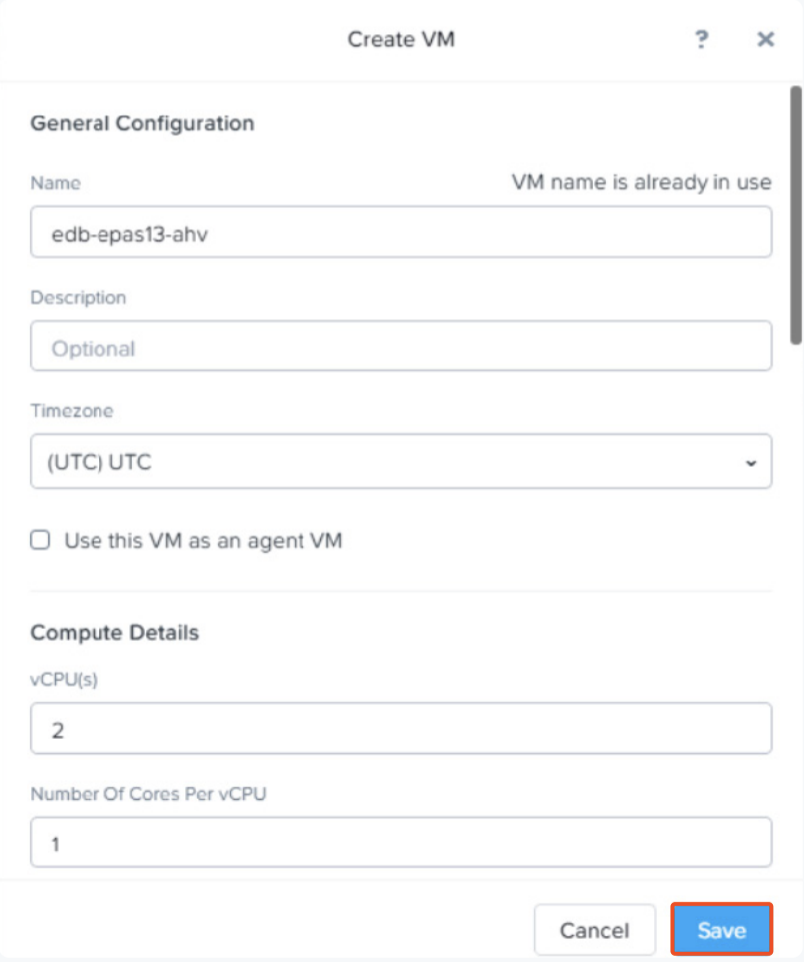 Create VM ? ×
General Configuration
Name VM name is already in use
edb-epas13-ahv
Description
Optional
Timezone
(UTC) UTC
Use this VM as an agent VM
Compute Details
vCPU(s)
2
Number Of Cores Per vCPU
1
Cancel Save